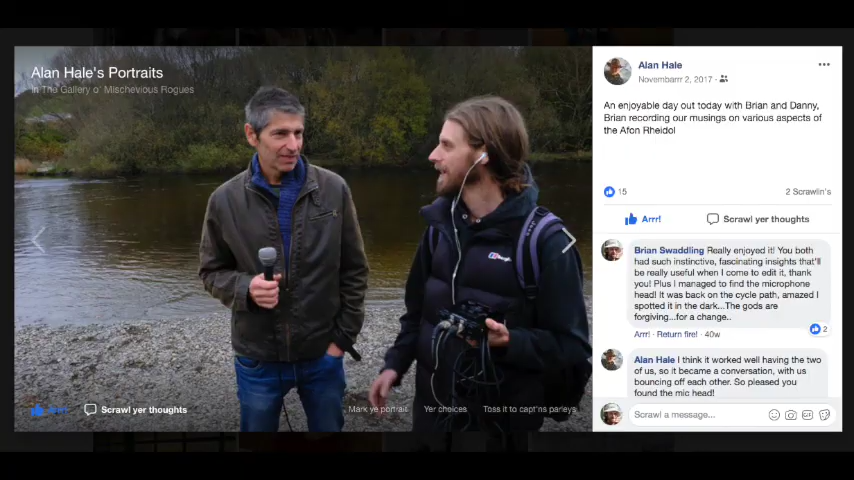 Alan Hale's Portraits
In The Gallery o' Mischevious Rogues
Alan Hale
Novembarrr 2, 2017
An enjoyable day out today with Brian and Danny,
Brian recording our musings on various aspects of
the Afon Rheidol
15
2 Scrawlin's
Arrr!
Scrawl yer thoughts
Brian Swaddling Really enjoyed it! You both
had such instinctive, fascinating insights that'll
be really useful when I come to edit it, thank
you! Plus I managed to find the microphone
head! It was back on the cycle path, amazed I
spotted it in the dark...The gods are
forgiving...for a change..
2
Arrr! · Return fire! · 40w
Alan Hale I think it worked well having the two
of us, so it became a conversation, with us
bouncing off each other. So pleased you
found the mic head!
Scrawl a message...
GIF
Arrr!
Scrawl yer thoughts
Mark ye portrait
Yer choices
Toss it to capt'ns parleys